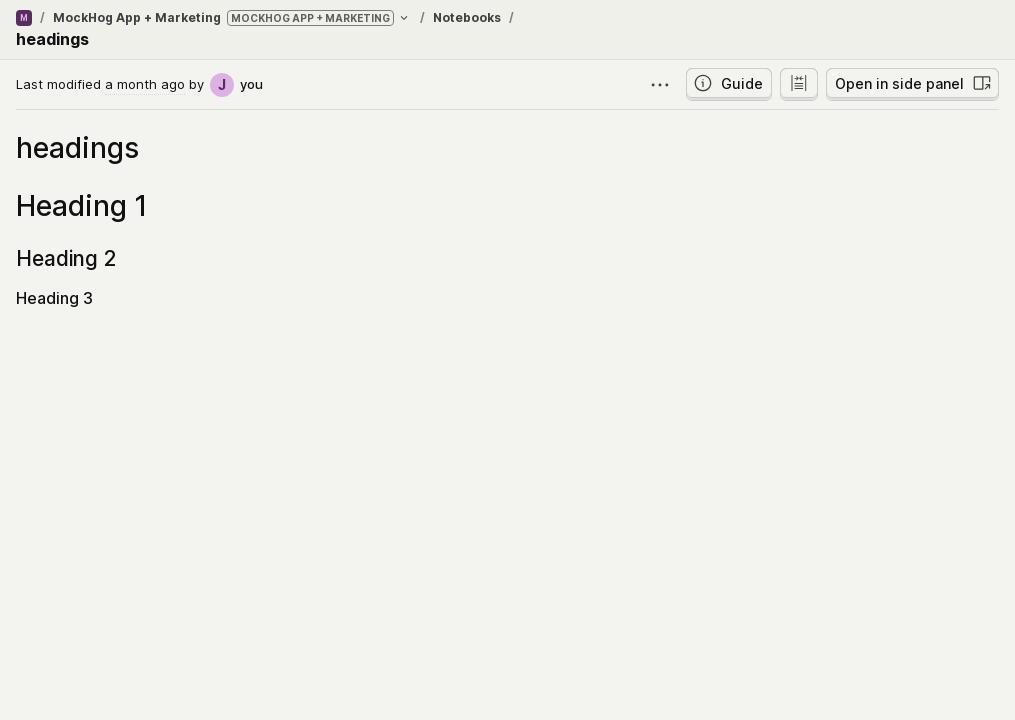 M / MockHog App + Marketing MOCKHOG APP + MARKETING / Notebooks /
headings
Last modified a month ago by J you
Guide
Open in side panel
headings
Heading 1
Heading 2
Heading 3